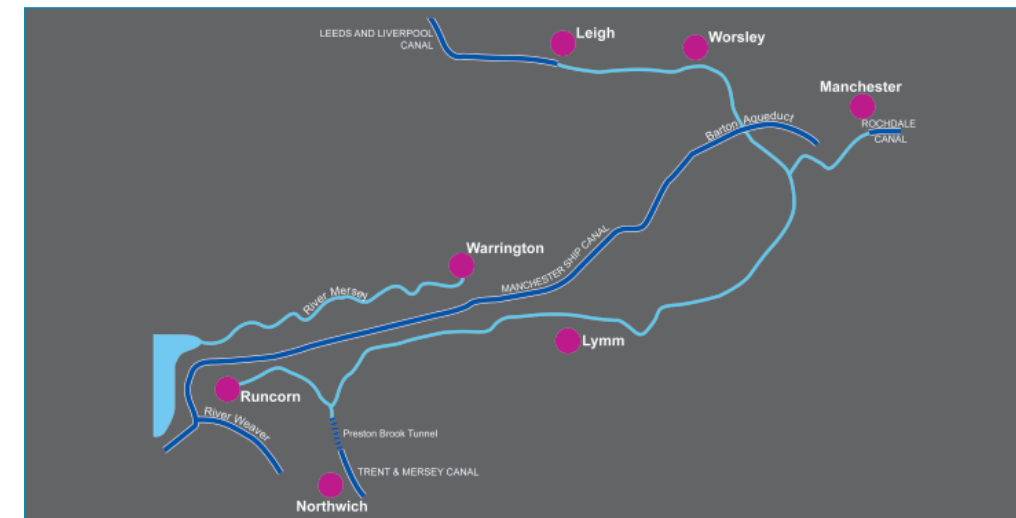 LEEDS AND LIVERPOOL
CANAL
Leigh
Worsley
Manchester
ROCHDALE
CANAL
Barton Aqueduct
Warrington
MANCHESTER SHIP CANAL
River Mersey
Lymm
Runcorn
River Weaver
Preston Brook Tunnel
TRENT & MERSEY CANAL
Northwich